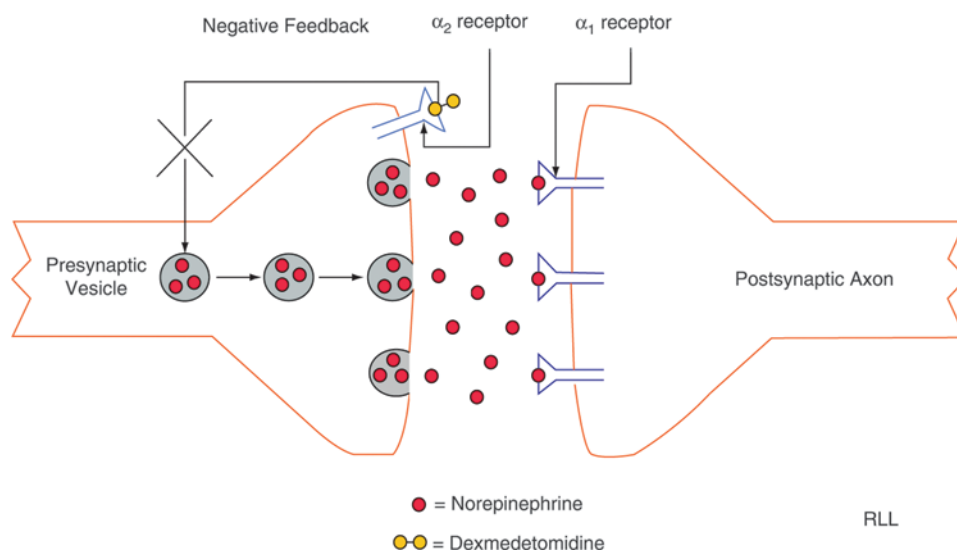 Negative Feedback
α₂ receptor
α₁ receptor
Presynaptic
Vesicle
Postsynaptic Axon
= Norepinephrine
= Dexmedetomidine
RLL